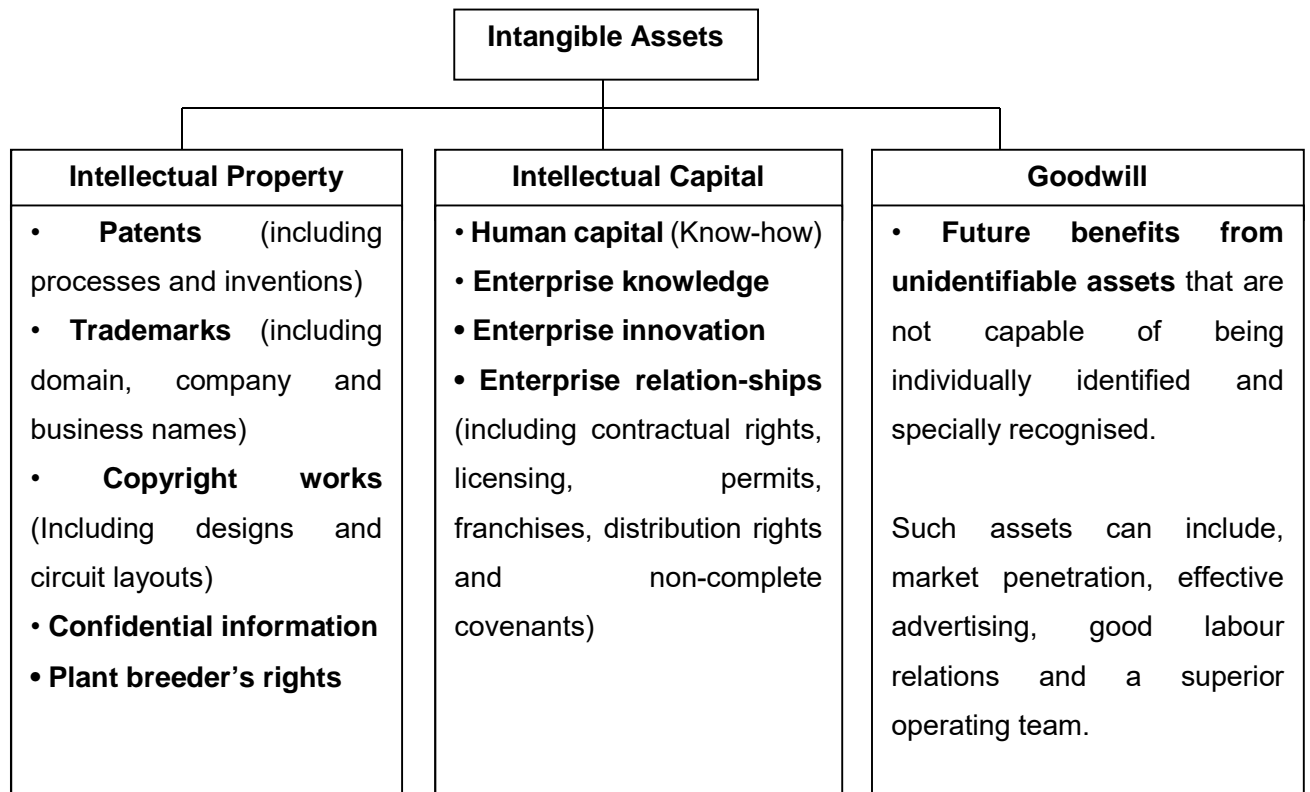 Intangible Assets
Intellectual Property
• Patents (including
processes and inventions)
• Trademarks (including
domain, company and
business names)
• Copyright works
(Including designs and
circuit layouts)
• Confidential information
• Plant breeder’s rights
Intellectual Capital
• Human capital (Know-how)
• Enterprise knowledge
• Enterprise innovation
• Enterprise relation-ships
(including contractual rights,
licensing, permits,
franchises, distribution rights
and non-complete
covenants)
Goodwill
• Future benefits from
unidentifiable assets that are
not capable of being
individually identified and
specially recognised.
Such assets can include,
market penetration, effective
advertising, good labour
relations and a superior
operating team.